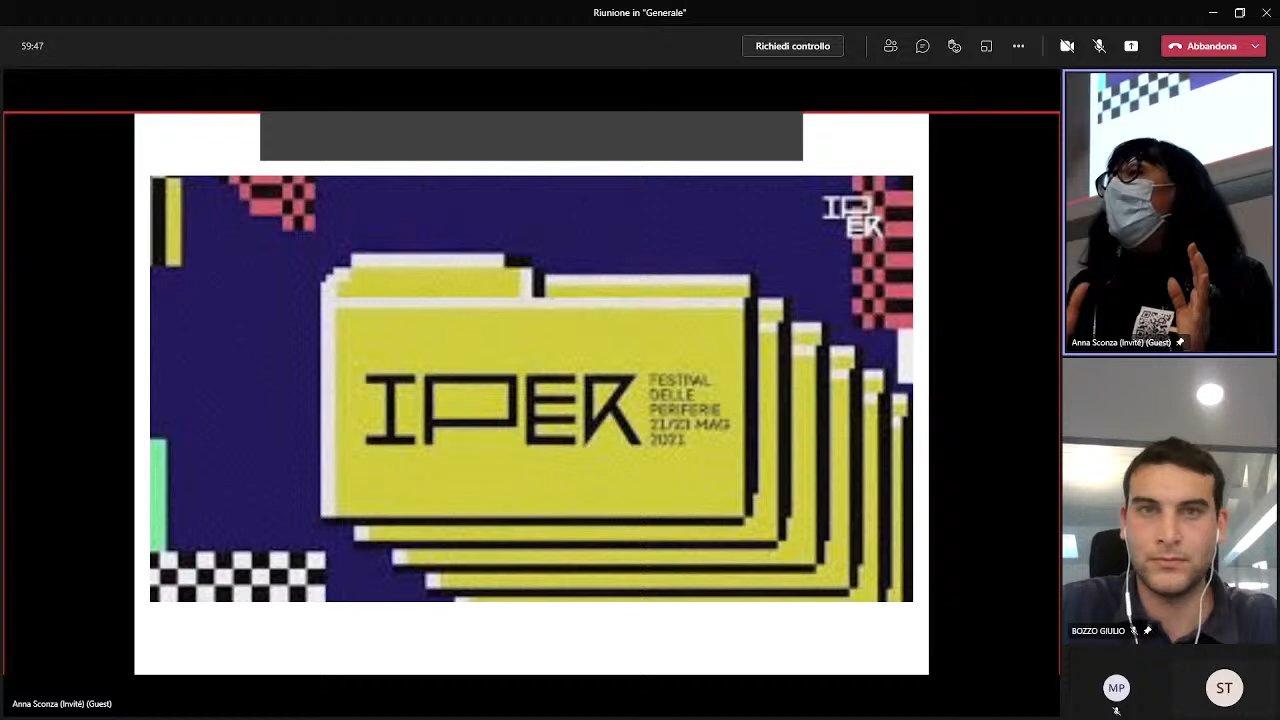 Riunione in "Generale"
59:47
Richiedi controllo
Abbandona
IPER
IPER
FESTIVAL
DELLE
PERIFERIE
21/23 MAG
2021
Anna Sconza (Invité) (Guest)
BOZZO GIULIO
MP
ST
Anna Sconza (Invité) (Guest)